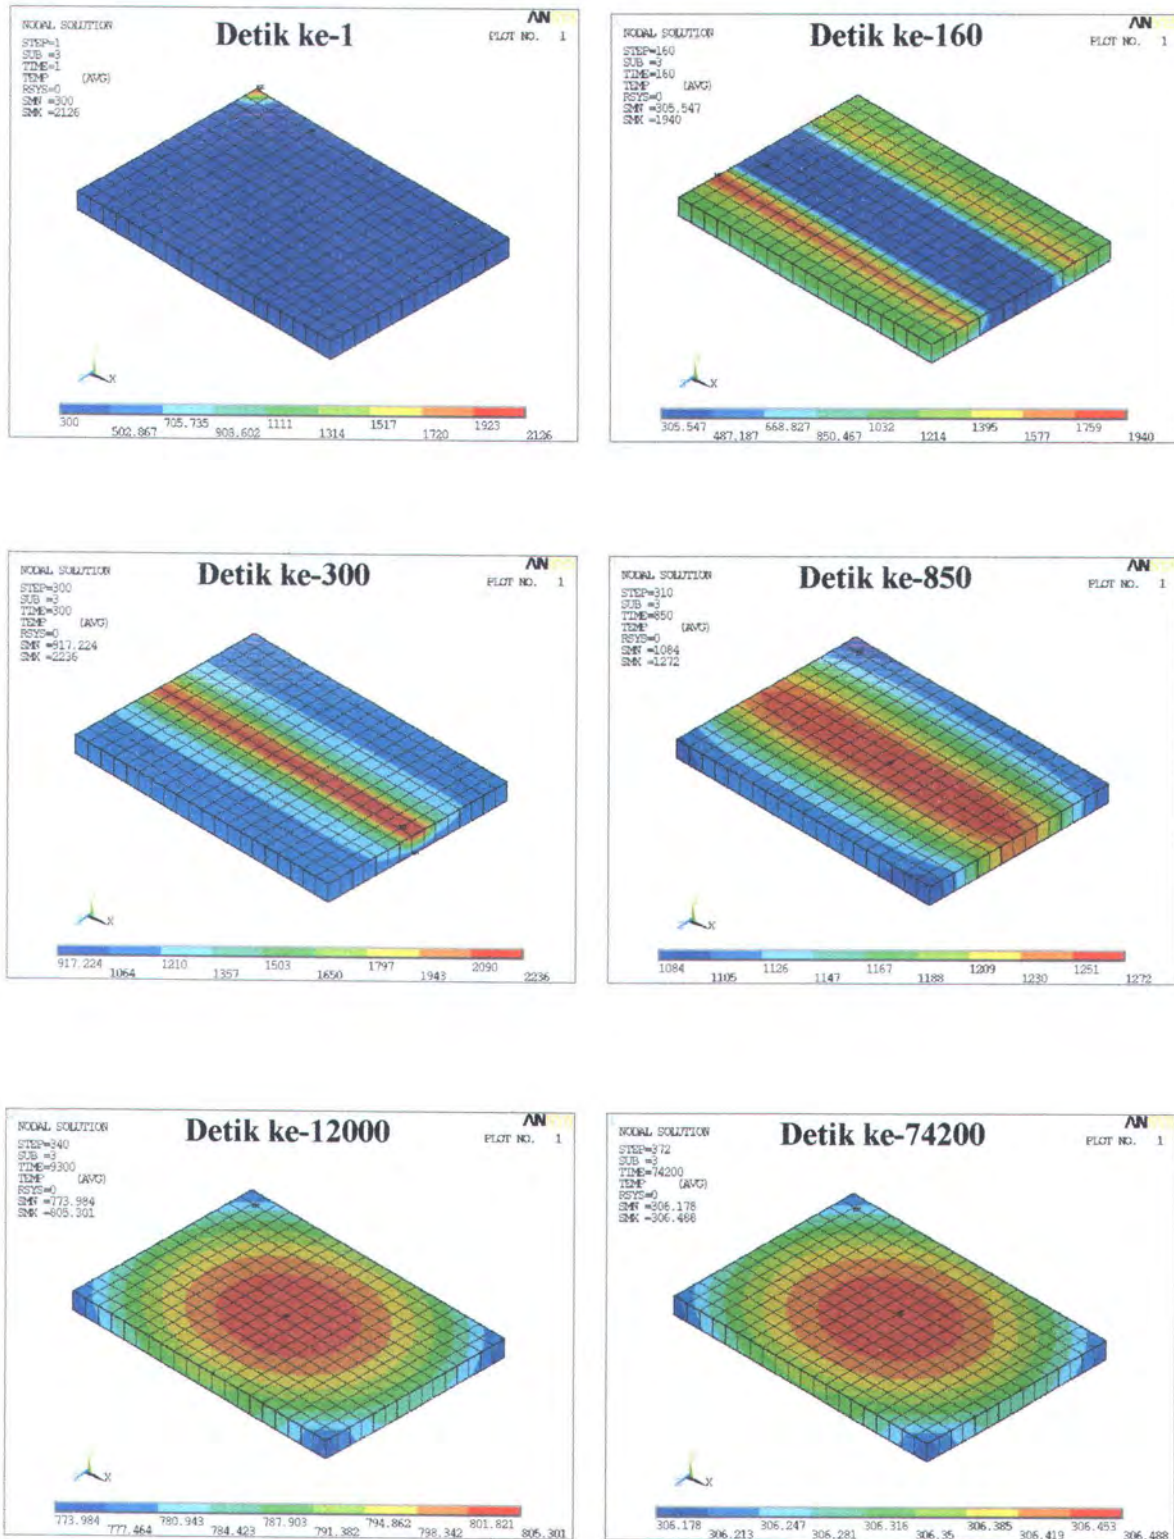 NODAL SOLUTION
STEP=1
SUB =3
TIME=1
TEMP (AVG)
RSYS=0
SMN =300
SMX =2126
Detik ke-1
AN
PLOT NO. 1
X
300 502.867 705.735 908.602 1111 1314 1517 1720 1923 2126
NODAL SOLUTION
STEP=160
SUB =3
TIME=160
TEMP (AVG)
RSYS=0
SMN =305.547
SMX =1940
Detik ke-160
AN
PLOT NO. 1
X
305.547 487.187 668.827 850.467 1032 1214 1395 1577 1759 1940
NODAL SOLUTION
STEP=300
SUB =3
TIME=300
TEMP (AVG)
RSYS=0
SMN =917.224
SMX =2236
Detik ke-300
AN
PLOT NO. 1
X
917.224 1064 1210 1357 1503 1650 1797 1943 2090 2236
NODAL SOLUTION
STEP=310
SUB =3
TIME=850
TEMP (AVG)
RSYS=0
SMN =1084
SMX =1272
Detik ke-850
AN
PLOT NO. 1
X
1084 1105 1126 1147 1167 1188 1209 1230 1251 1272
NODAL SOLUTION
STEP=340
SUB =3
TIME=9300
TEMP (AVG)
RSYS=0
SMN =773.984
SMX =805.301
Detik ke-12000
AN
PLOT NO. 1
X
773.984 777.464 780.943 784.423 787.903 791.382 794.862 798.342 801.821 805.301
NODAL SOLUTION
STEP=372
SUB =3
TIME=74200
TEMP (AVG)
RSYS=0
SMN =306.178
SMX =306.488
Detik ke-74200
AN
PLOT NO. 1
X
306.178 306.213 306.247 306.281 306.316 306.35 306.385 306.419 306.453 306.488